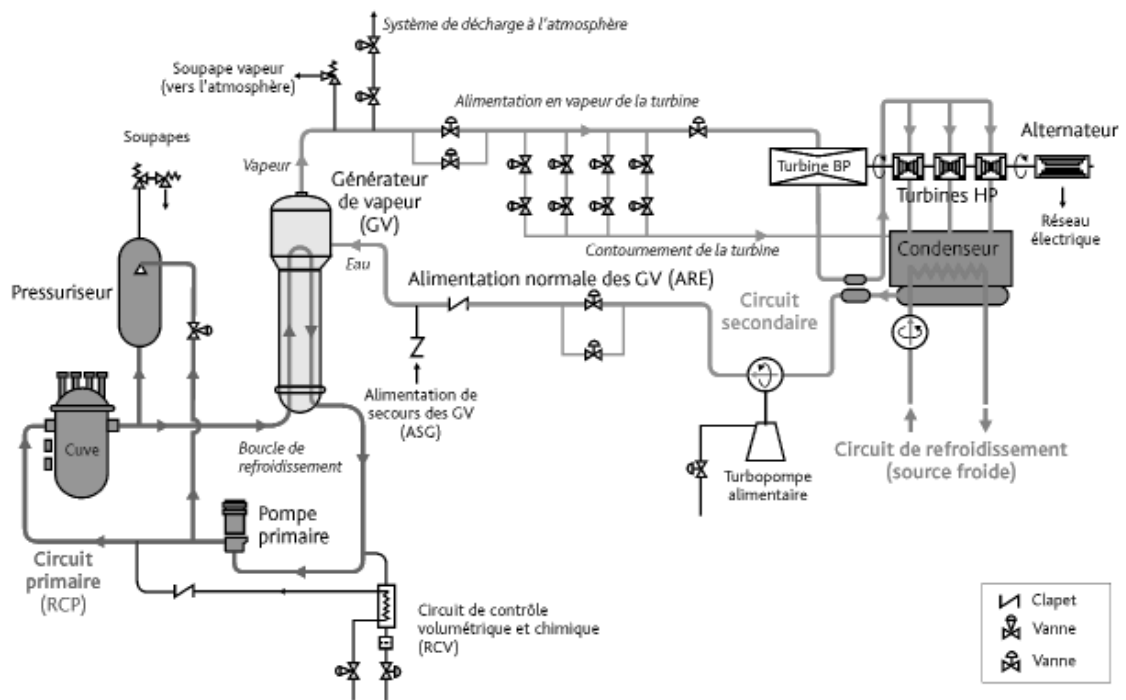 Système de décharge à l'atmosphère
Soupape vapeur
(vers l'atmosphère)
Alimentation en vapeur de la turbine
Soupapes
Vapeur
Générateur
de vapeur
(GV)
Alternateur
Turbine BP
Turbines HP
Réseau
électrique
Contournement de la turbine
Condenseur
Eau
Pressuriseur
Alimentation normale des GV (ARE)
Circuit
secondaire
Alimentation de
secours des GV
(ASG)
Cuve
Boucle de
refroidissement
Circuit de refroidissement
(source froide)
Turbopompe
alimentaire
Pompe
primaire
Circuit
primaire
(RCP)
Circuit de contrôle
volumétrique et chimique
(RCV)
Clapet
Vanne
Vanne